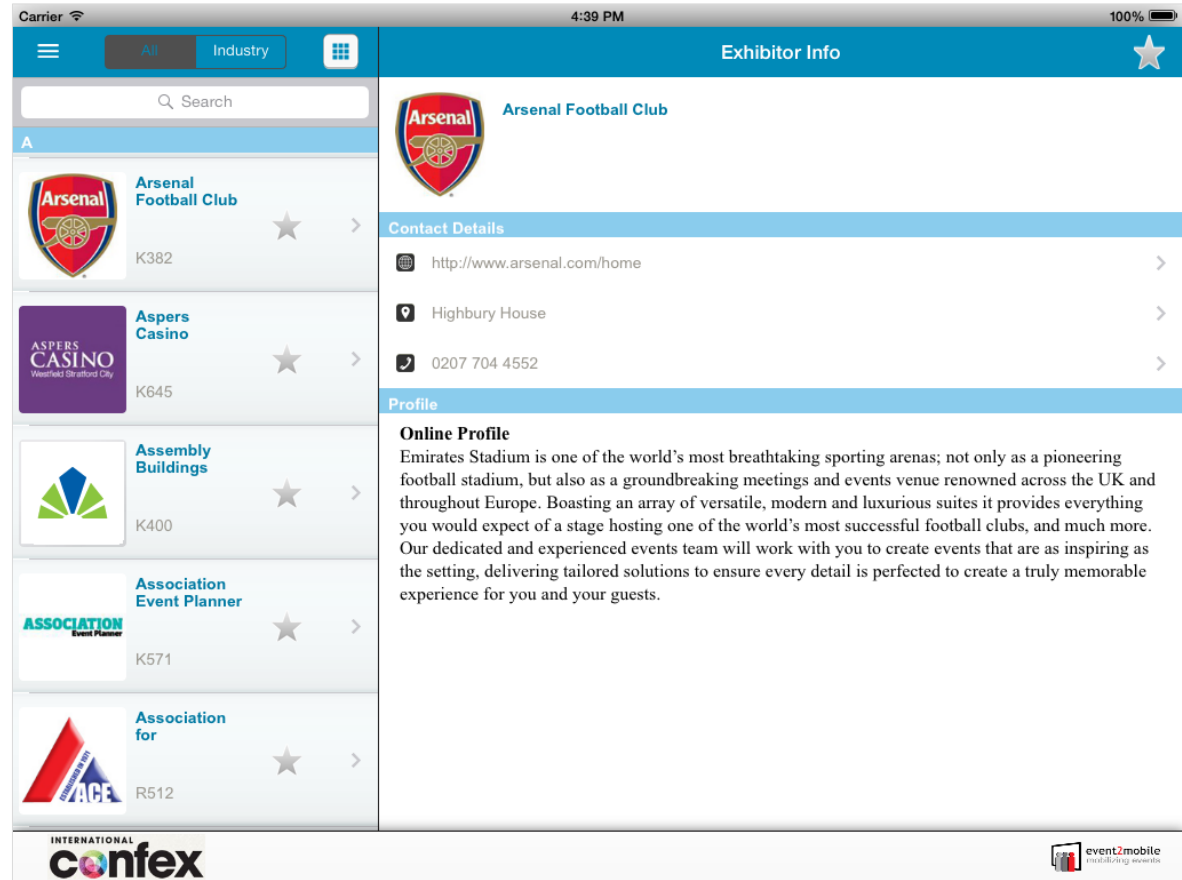 Carrier
4:39 PM
100%
All
Industry
Exhibitor Info
Search
A
Arsenal
Arsenal
Football Club
K382
ASPERS
CASINO
Westfield Stratford City
Aspers
Casino
K645
Assembly
Buildings
K400
ASSOCIATION
Event Planner
Association
Event Planner
K571
ESTABLISHED IN 1971
ACE
Association
for
R512
Arsenal
Arsenal Football Club
Contact Details
http://www.arsenal.com/home
Highbury House
0207 704 4552
Profile
Online Profile
Emirates Stadium is one of the world’s most breathtaking sporting arenas; not only as a pioneering
football stadium, but also as a groundbreaking meetings and events venue renowned across the UK and
throughout Europe. Boasting an array of versatile, modern and luxurious suites it provides everything
you would expect of a stage hosting one of the world’s most successful football clubs, and much more.
Our dedicated and experienced events team will work with you to create events that are as inspiring as
the setting, delivering tailored solutions to ensure every detail is perfected to create a truly memorable
experience for you and your guests.
INTERNATIONAL
confex
event2mobile
mobilizing events